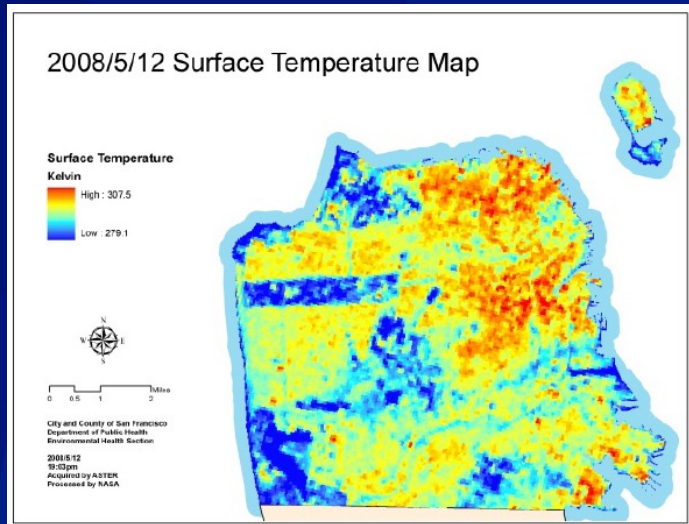 2008/5/12 Surface Temperature Map
Surface Temperature
Kelvin
High : 307.5
Low : 279.1
N
W E
S
Miles
0 0.5 1 2
City and County of San Francisco
Department of Public Health
Environmental Health Section
2008/5/12
19:03pm
Acquired by ASTER
Processed by NASA